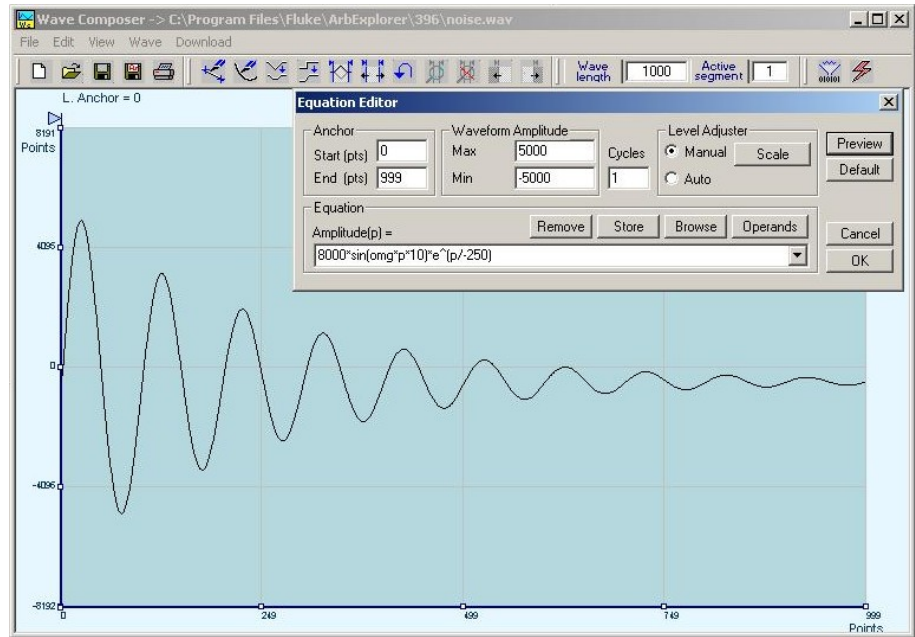 Wave Composer -> C:\Program Files\Fluke\ArbExplorer\396\noise.wav
File Edit View Wave Download
Wave length 1000 Active segment 1
L. Anchor = 0
8191
Points
4095
0
-4096
-8192
0 249 499 749 999
Points
Equation Editor
Anchor
Start (pts) 0
End (pts) 999
Waveform Amplitude
Max 5000
Min -5000
Cycles
1
Level Adjuster
Manual Scale
Auto
Preview
Default
Cancel
OK
Equation
Remove Store Browse Operands
Amplitude(p) =
8000*sin(omg*p*10)*e^(p/-250)